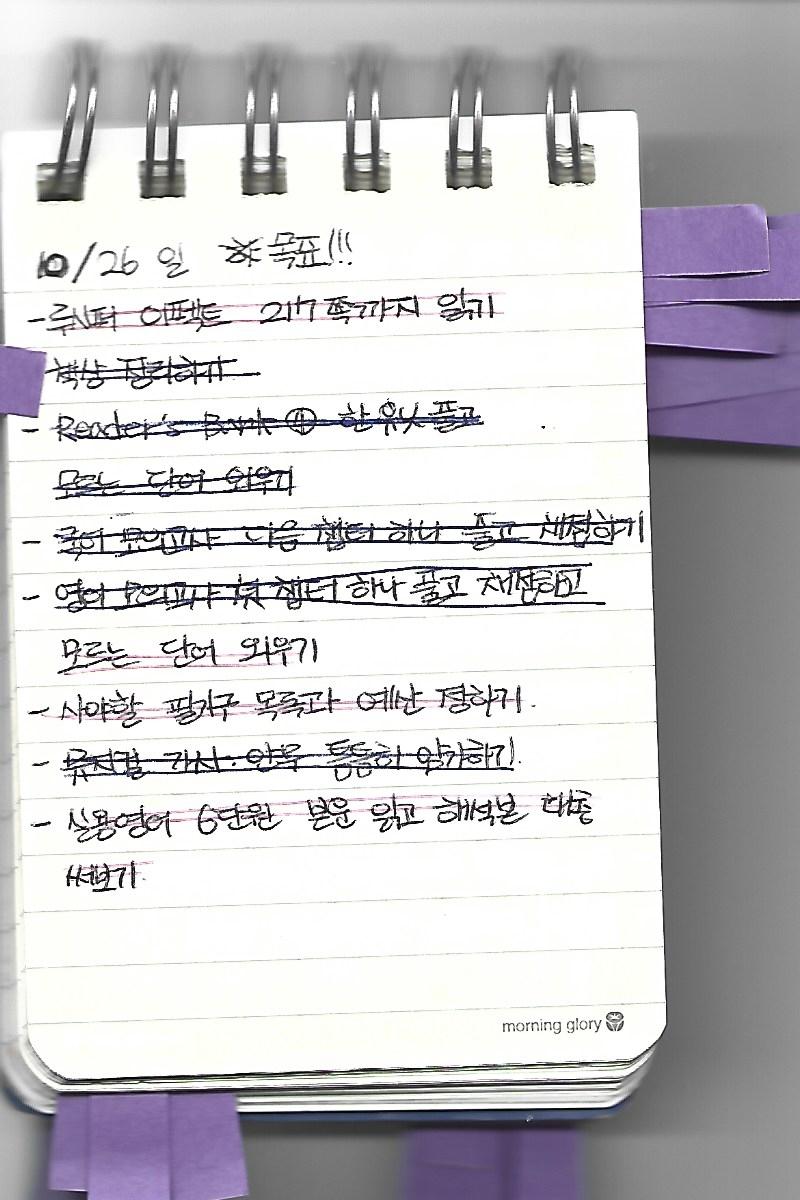 10/26 일 목표!!!
- 루시퍼 이펙트 217쪽까지 읽기
책상 정리하기
- Reader's Bank ④ 한 유닛 풀고
모르는 단어 외우기
- 국어 모의고사 다음 챕터 하나 풀고 채점하기
- 영어 모의고사 첫 챕터 하나 풀고 채점하고
모르는 단어 외우기
- 사야할 필기구 목록과 예산 정하기.
- 뮤지컬 가사·안무 틈틈히 암기하기.
- 실용영어 6단원 본문 읽고 해석본 대충
써보기.
morning glory